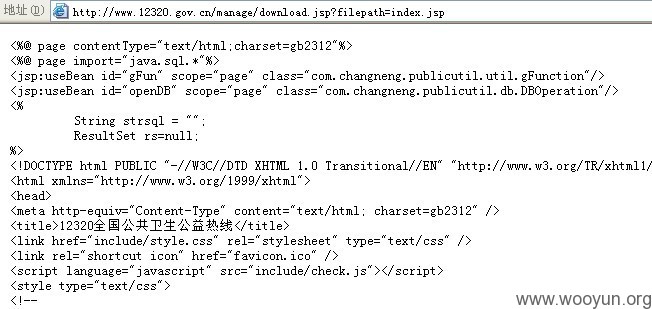 地址(D) http://www.12320.gov.cn/manage/download.jsp?filepath=index.jsp
<%@ page contentType="text/html;charset=gb2312"%>
<%@ page import="java.sql.*"%>
<jsp:useBean id="gFun" scope="page" class="com.changneng.publicutil.util.gFunction"/>
<jsp:useBean id="openDB" scope="page" class="com.changneng.publicutil.db.DBOperation"/>
<%
String strsql = "";
ResultSet rs=null;
%>
<!DOCTYPE html PUBLIC "-//W3C//DTD XHTML 1.0 Transitional//EN" "http://www.w3.org/TR/xhtml1/
<html xmlns="http://www.w3.org/1999/xhtml">
<head>
<meta http-equiv="Content-Type" content="text/html; charset=gb2312" />
<title>12320全国公共卫生公益热线</title>
<link href="include/style.css" rel="stylesheet" type="text/css" />
<link rel="shortcut icon" href="favicon.ico" />
<script language="javascript" src="include/check.js"></script>
<style type="text/css">
<!--
www.wooyun.org